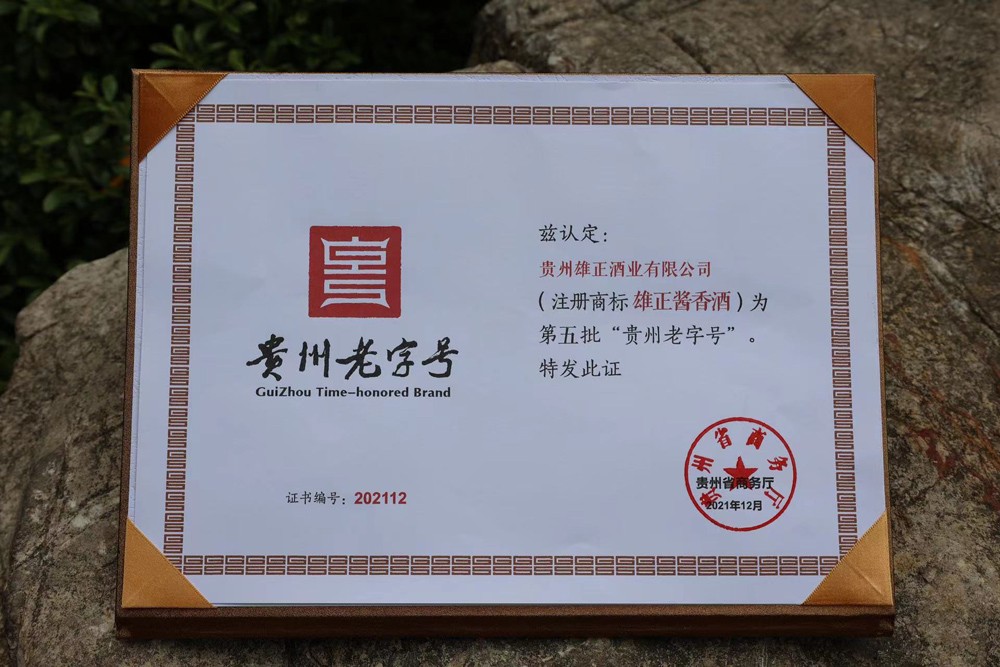 贵州老字号
GuiZhou Time-honored Brand
证书编号：202112
兹认定：
贵州雄正酒业有限公司
（注册商标 雄正酱香酒）为
第五批“贵州老字号”。
特发此证
贵州省商务厅
贵州省商务厅
2021年12月